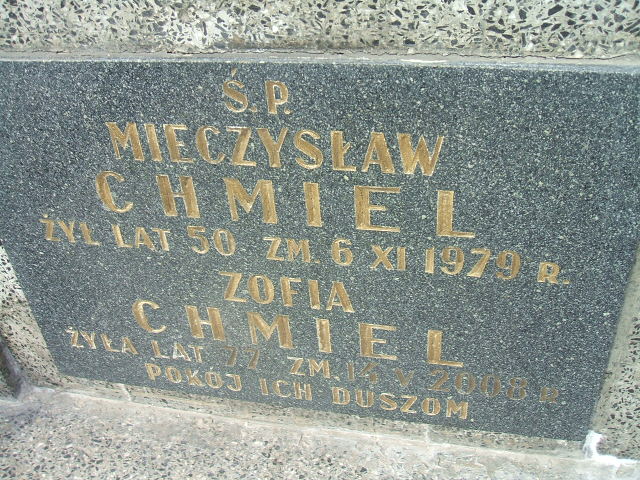 Ś.P.
MIECZYSŁAW
CHMIEL
ŻYŁ LAT 50 ZM. 6 XI 1979 R.
ZOFIA
CHMIEL
ŻYŁA LAT 77 ZM. 14 V 2008 R
POKÓJ ICH DUSZOM